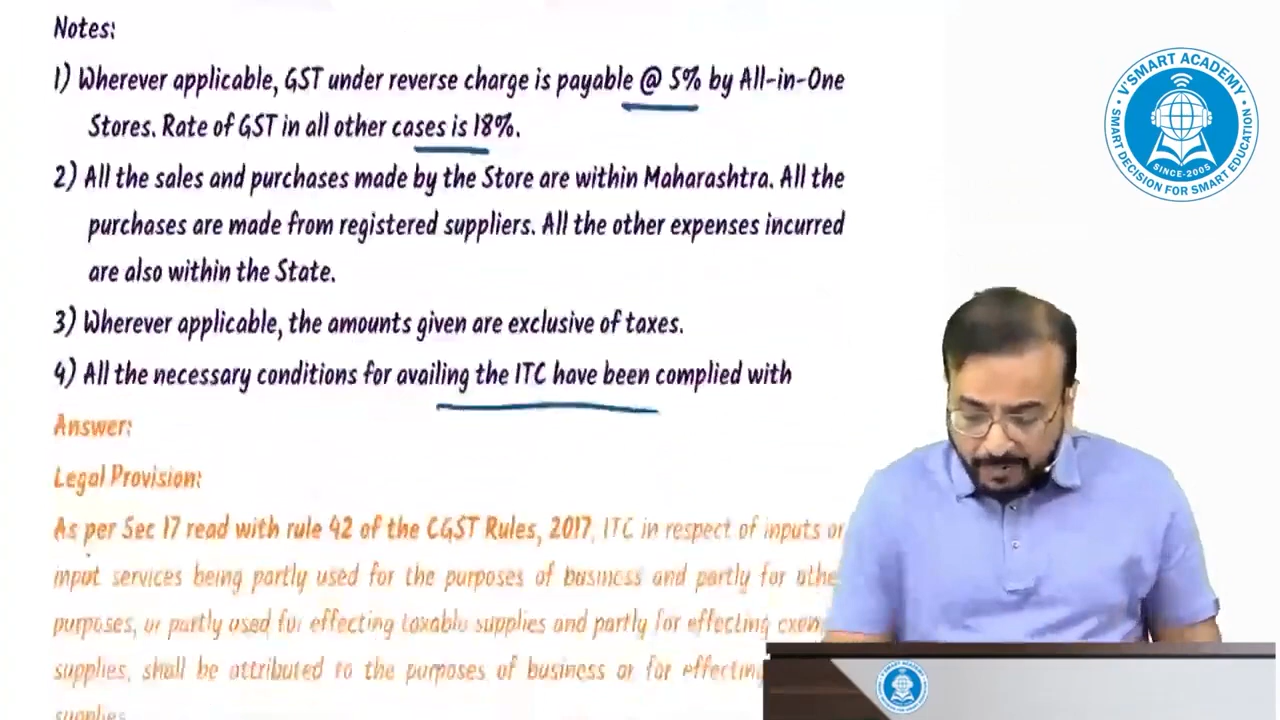 Notes:
1) Wherever applicable, GST under reverse charge is payable @ 5% by All-in-One
Stores. Rate of GST in all other cases is 18%.
2) All the sales and purchases made by the Store are within Maharashtra. All the
purchases are made from registered suppliers. All the other expenses incurred
are also within the State.
3) Wherever applicable, the amounts given are exclusive of taxes.
4) All the necessary conditions for availing the ITC have been complied with
Answer:
Legal Provision:
As per Sec 17 read with rule 42 of the CGST Rules, 2017, ITC in respect of inputs or
input services being partly used for the purposes of business and partly for othe
purposes, or partly used for effecting taxable supplies and partly for effecting exem
supplies, shall be attributed to the purposes of business or for effecting
supplies
V'SMART ACADEMY
SINCE-2005
SMART DECISION FOR SMART EDUCATION